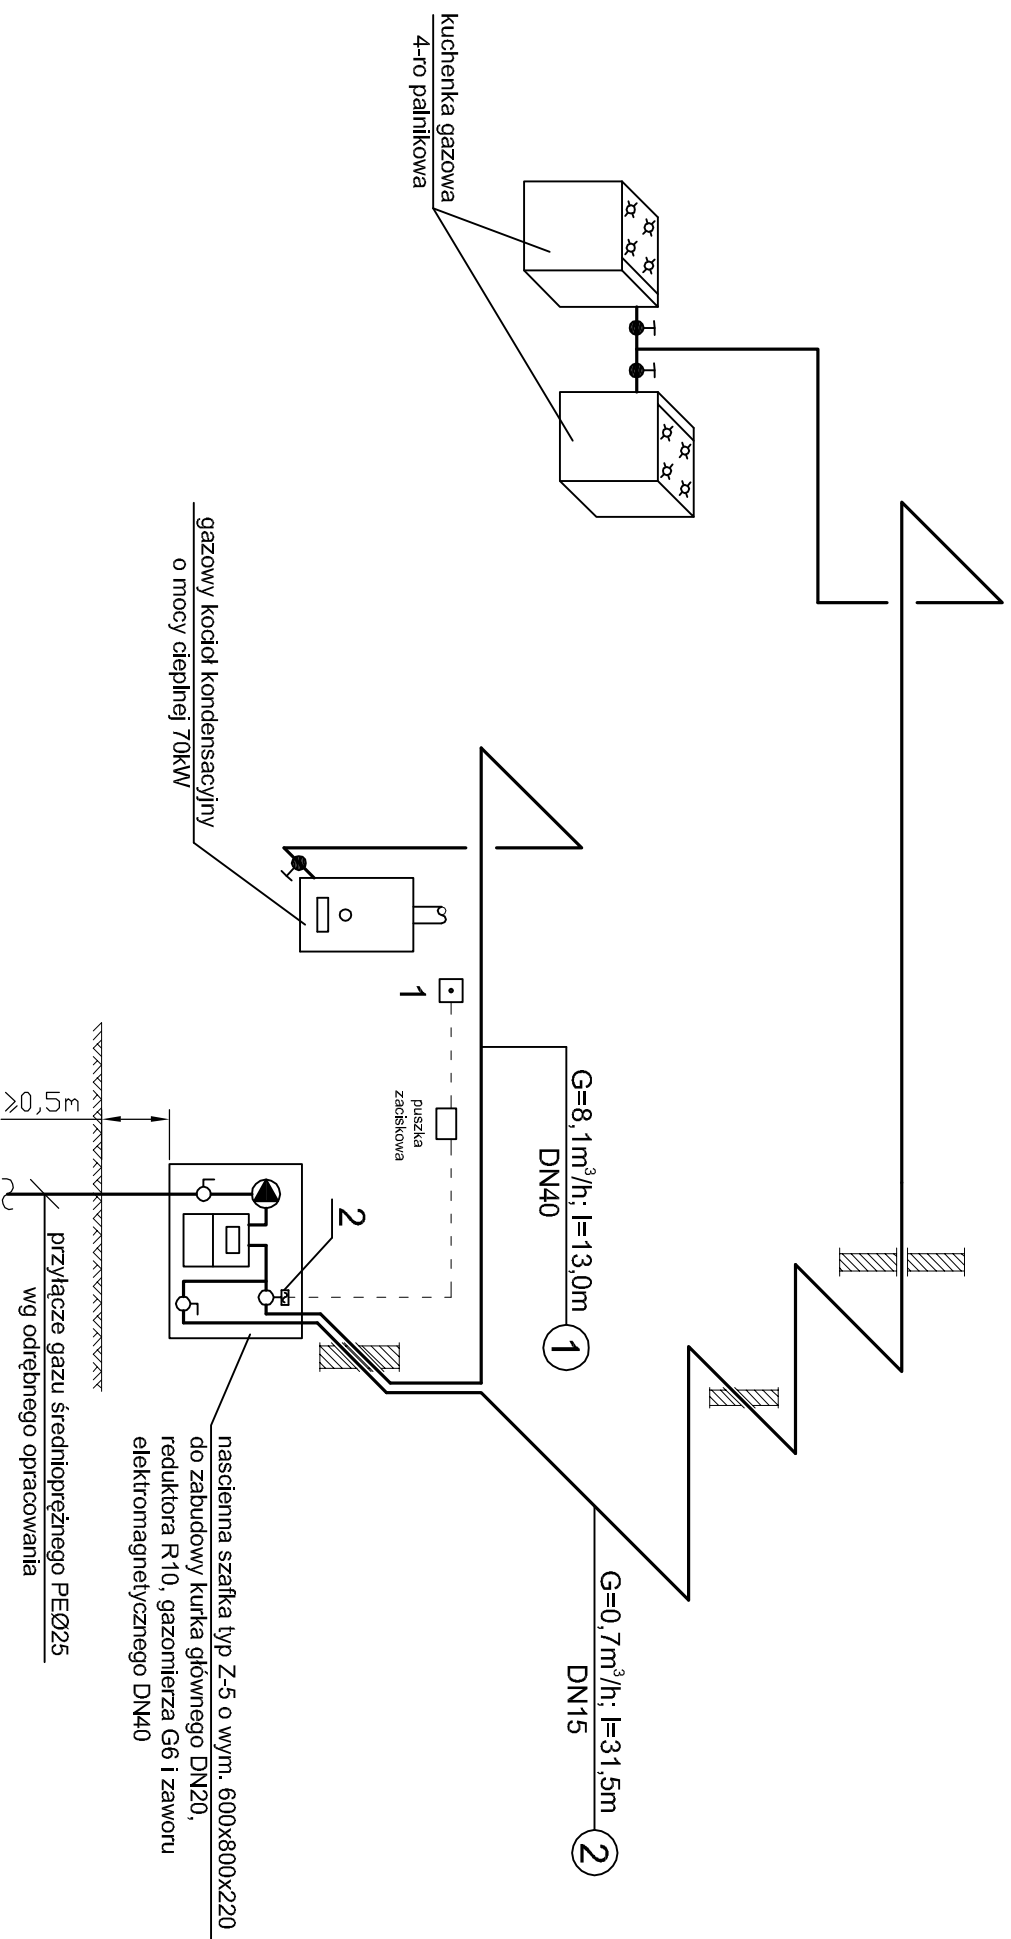 kuchenka gazowa
4-ro palnikowa
gazowy kocioł kondensacyjny
o mocy cieplnej 70kW
1
puszka
zaciskowa
G=8,1m³/h; l=13,0m
DN40
1
2
≥0,5m
przyłącze gazu średnioprężnego PEØ25
wg odrębnego opracowania
G=0,7m³/h; l=31,5m
DN15
2
nascienna szafka typ Z-5 o wym. 600x800x220
do zabudowy kurka głównego DN20,
reduktora R10, gazomierza G6 i zaworu
elektromagnetycznego DN40